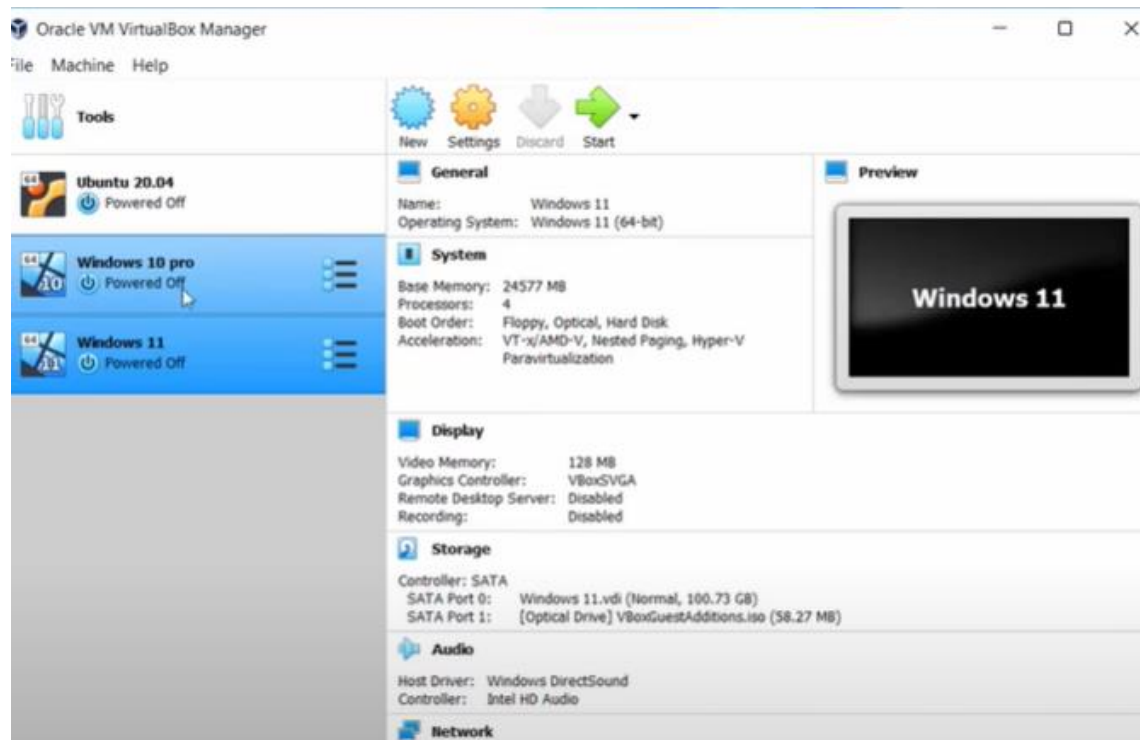 Oracle VM VirtualBox Manager
File Machine Help
Tools
New Settings Discard Start
Ubuntu 20.04
Powered Off
Windows 10 pro
Powered Off
Windows 11
Powered Off
General
Name: Windows 11
Operating System: Windows 11 (64-bit)
System
Base Memory: 24577 MB
Processors: 4
Boot Order: Floppy, Optical, Hard Disk
Acceleration: VT-x/AMD-V, Nested Paging, Hyper-V
Paravirtualization
Preview
Windows 11
Display
Video Memory: 128 MB
Graphics Controller: VBoxSVGA
Remote Desktop Server: Disabled
Recording: Disabled
Storage
Controller: SATA
SATA Port 0: Windows 11.vdi (Normal, 100.73 GB)
SATA Port 1: [Optical Drive] VBoxGuestAdditions.iso (58.27 MB)
Audio
Host Driver: Windows DirectSound
Controller: Intel HD Audio
Network